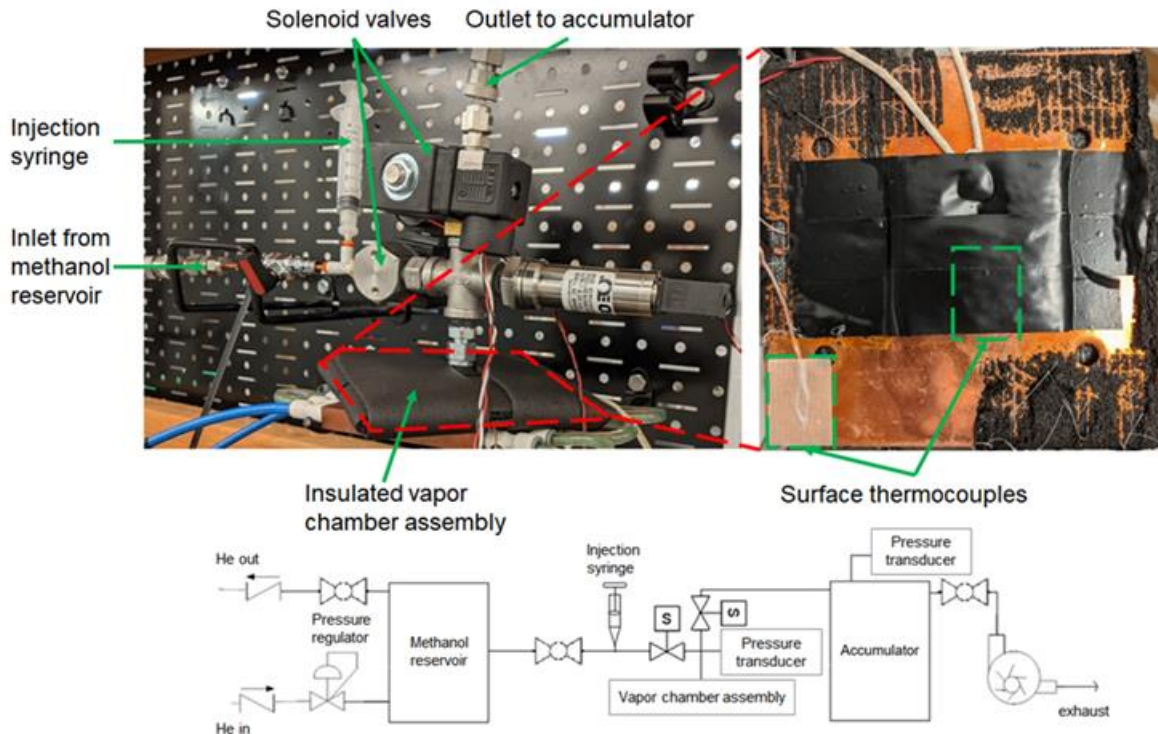 Solenoid valves
Outlet to accumulator
Injection
syringe
Inlet from
methanol
reservoir
Insulated vapor
chamber assembly
Surface thermocouples
He out
Pressure
regulator
He in
Methanol
reservoir
Injection
syringe
S
S
Pressure
transducer
Vapor chamber assembly
Pressure
transducer
Accumulator
exhaust